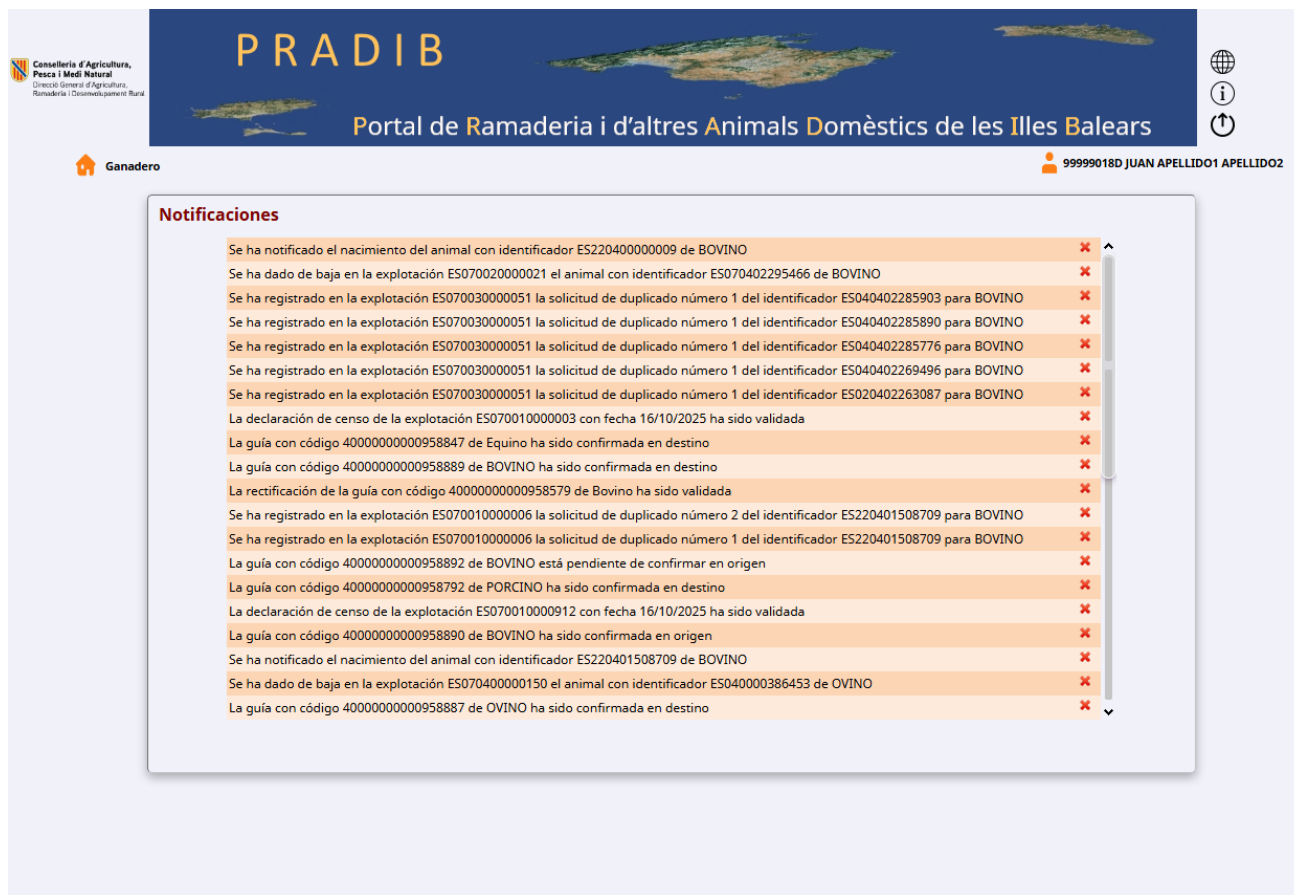 Conselleria d'Agricultura,
Pesca i Medi Natural
Direcció General d'Agricultura,
Ramaderia i Desenvolupament Rural
PRADIB
Portal de Ramaderia i d'altres Animals Domèstics de les Illes Balears
Ganadero
99999018D JUAN APELLIDO1 APELLIDO2
Notificaciones
Se ha notificado el nacimiento del animal con identificador ES220400000009 de BOVINO
Se ha dado de baja en la explotación ES070020000021 el animal con identificador ES070402295466 de BOVINO
Se ha registrado en la explotación ES070030000051 la solicitud de duplicado número 1 del identificador ES040402285903 para BOVINO
Se ha registrado en la explotación ES070030000051 la solicitud de duplicado número 1 del identificador ES040402285890 para BOVINO
Se ha registrado en la explotación ES070030000051 la solicitud de duplicado número 1 del identificador ES040402285776 para BOVINO
Se ha registrado en la explotación ES070030000051 la solicitud de duplicado número 1 del identificador ES040402269496 para BOVINO
Se ha registrado en la explotación ES070030000051 la solicitud de duplicado número 1 del identificador ES020402263087 para BOVINO
La declaración de censo de la explotación ES070010000003 con fecha 16/10/2025 ha sido validada
La guía con código 40000000000958847 de Equino ha sido confirmada en destino
La guía con código 40000000000958889 de BOVINO ha sido confirmada en destino
La rectificación de la guía con código 40000000000958579 de Bovino ha sido validada
Se ha registrado en la explotación ES070010000006 la solicitud de duplicado número 2 del identificador ES220401508709 para BOVINO
Se ha registrado en la explotación ES070010000006 la solicitud de duplicado número 1 del identificador ES220401508709 para BOVINO
La guía con código 40000000000958892 de BOVINO está pendiente de confirmar en origen
La guía con código 40000000000958792 de PORCINO ha sido confirmada en destino
La declaración de censo de la explotación ES070010000912 con fecha 16/10/2025 ha sido validada
La guía con código 40000000000958890 de BOVINO ha sido confirmada en origen
Se ha notificado el nacimiento del animal con identificador ES220401508709 de BOVINO
Se ha dado de baja en la explotación ES070400000150 el animal con identificador ES040000386453 de OVINO
La guía con código 40000000000958887 de OVINO ha sido confirmada en destino